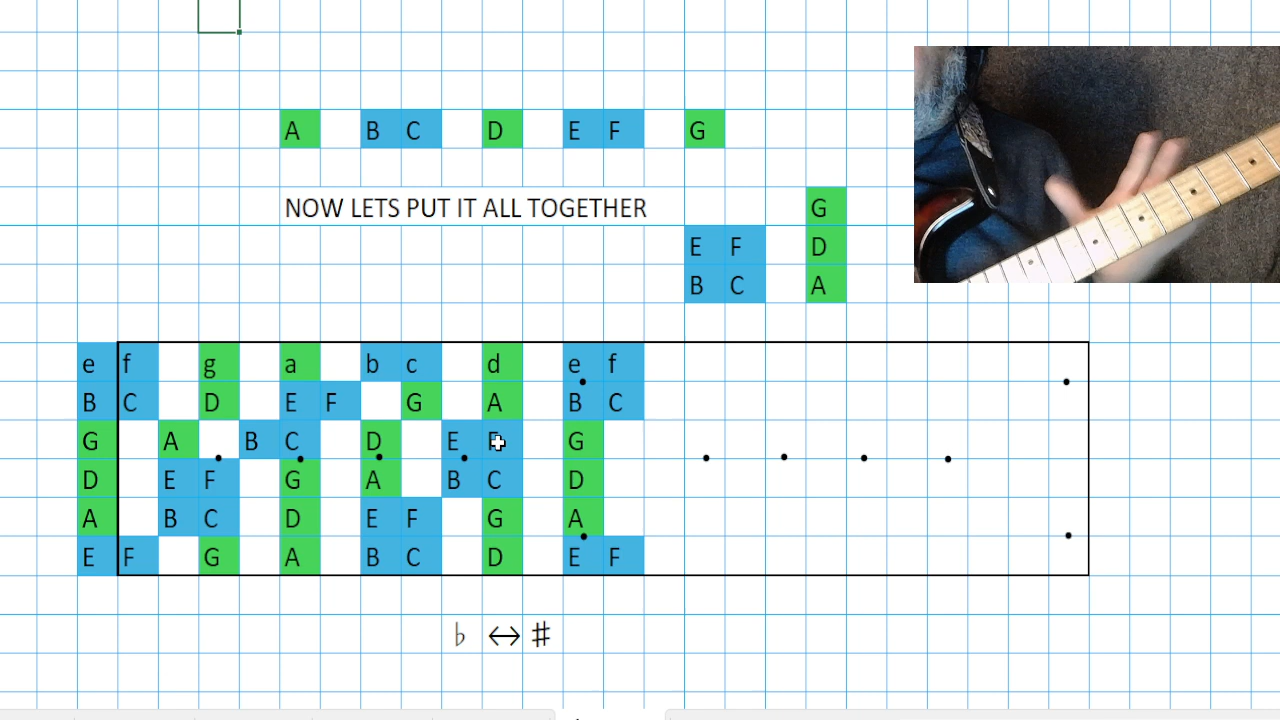 A B C D E F G
NOW LETS PUT IT ALL TOGETHER
G
E F D
B C A
e f g a b c d e f
B C D E F G A B C
G A B C D E F G
D E F G A B C D
A B C D E F G A
E F G A B C D E F
♭ ↔ ♯